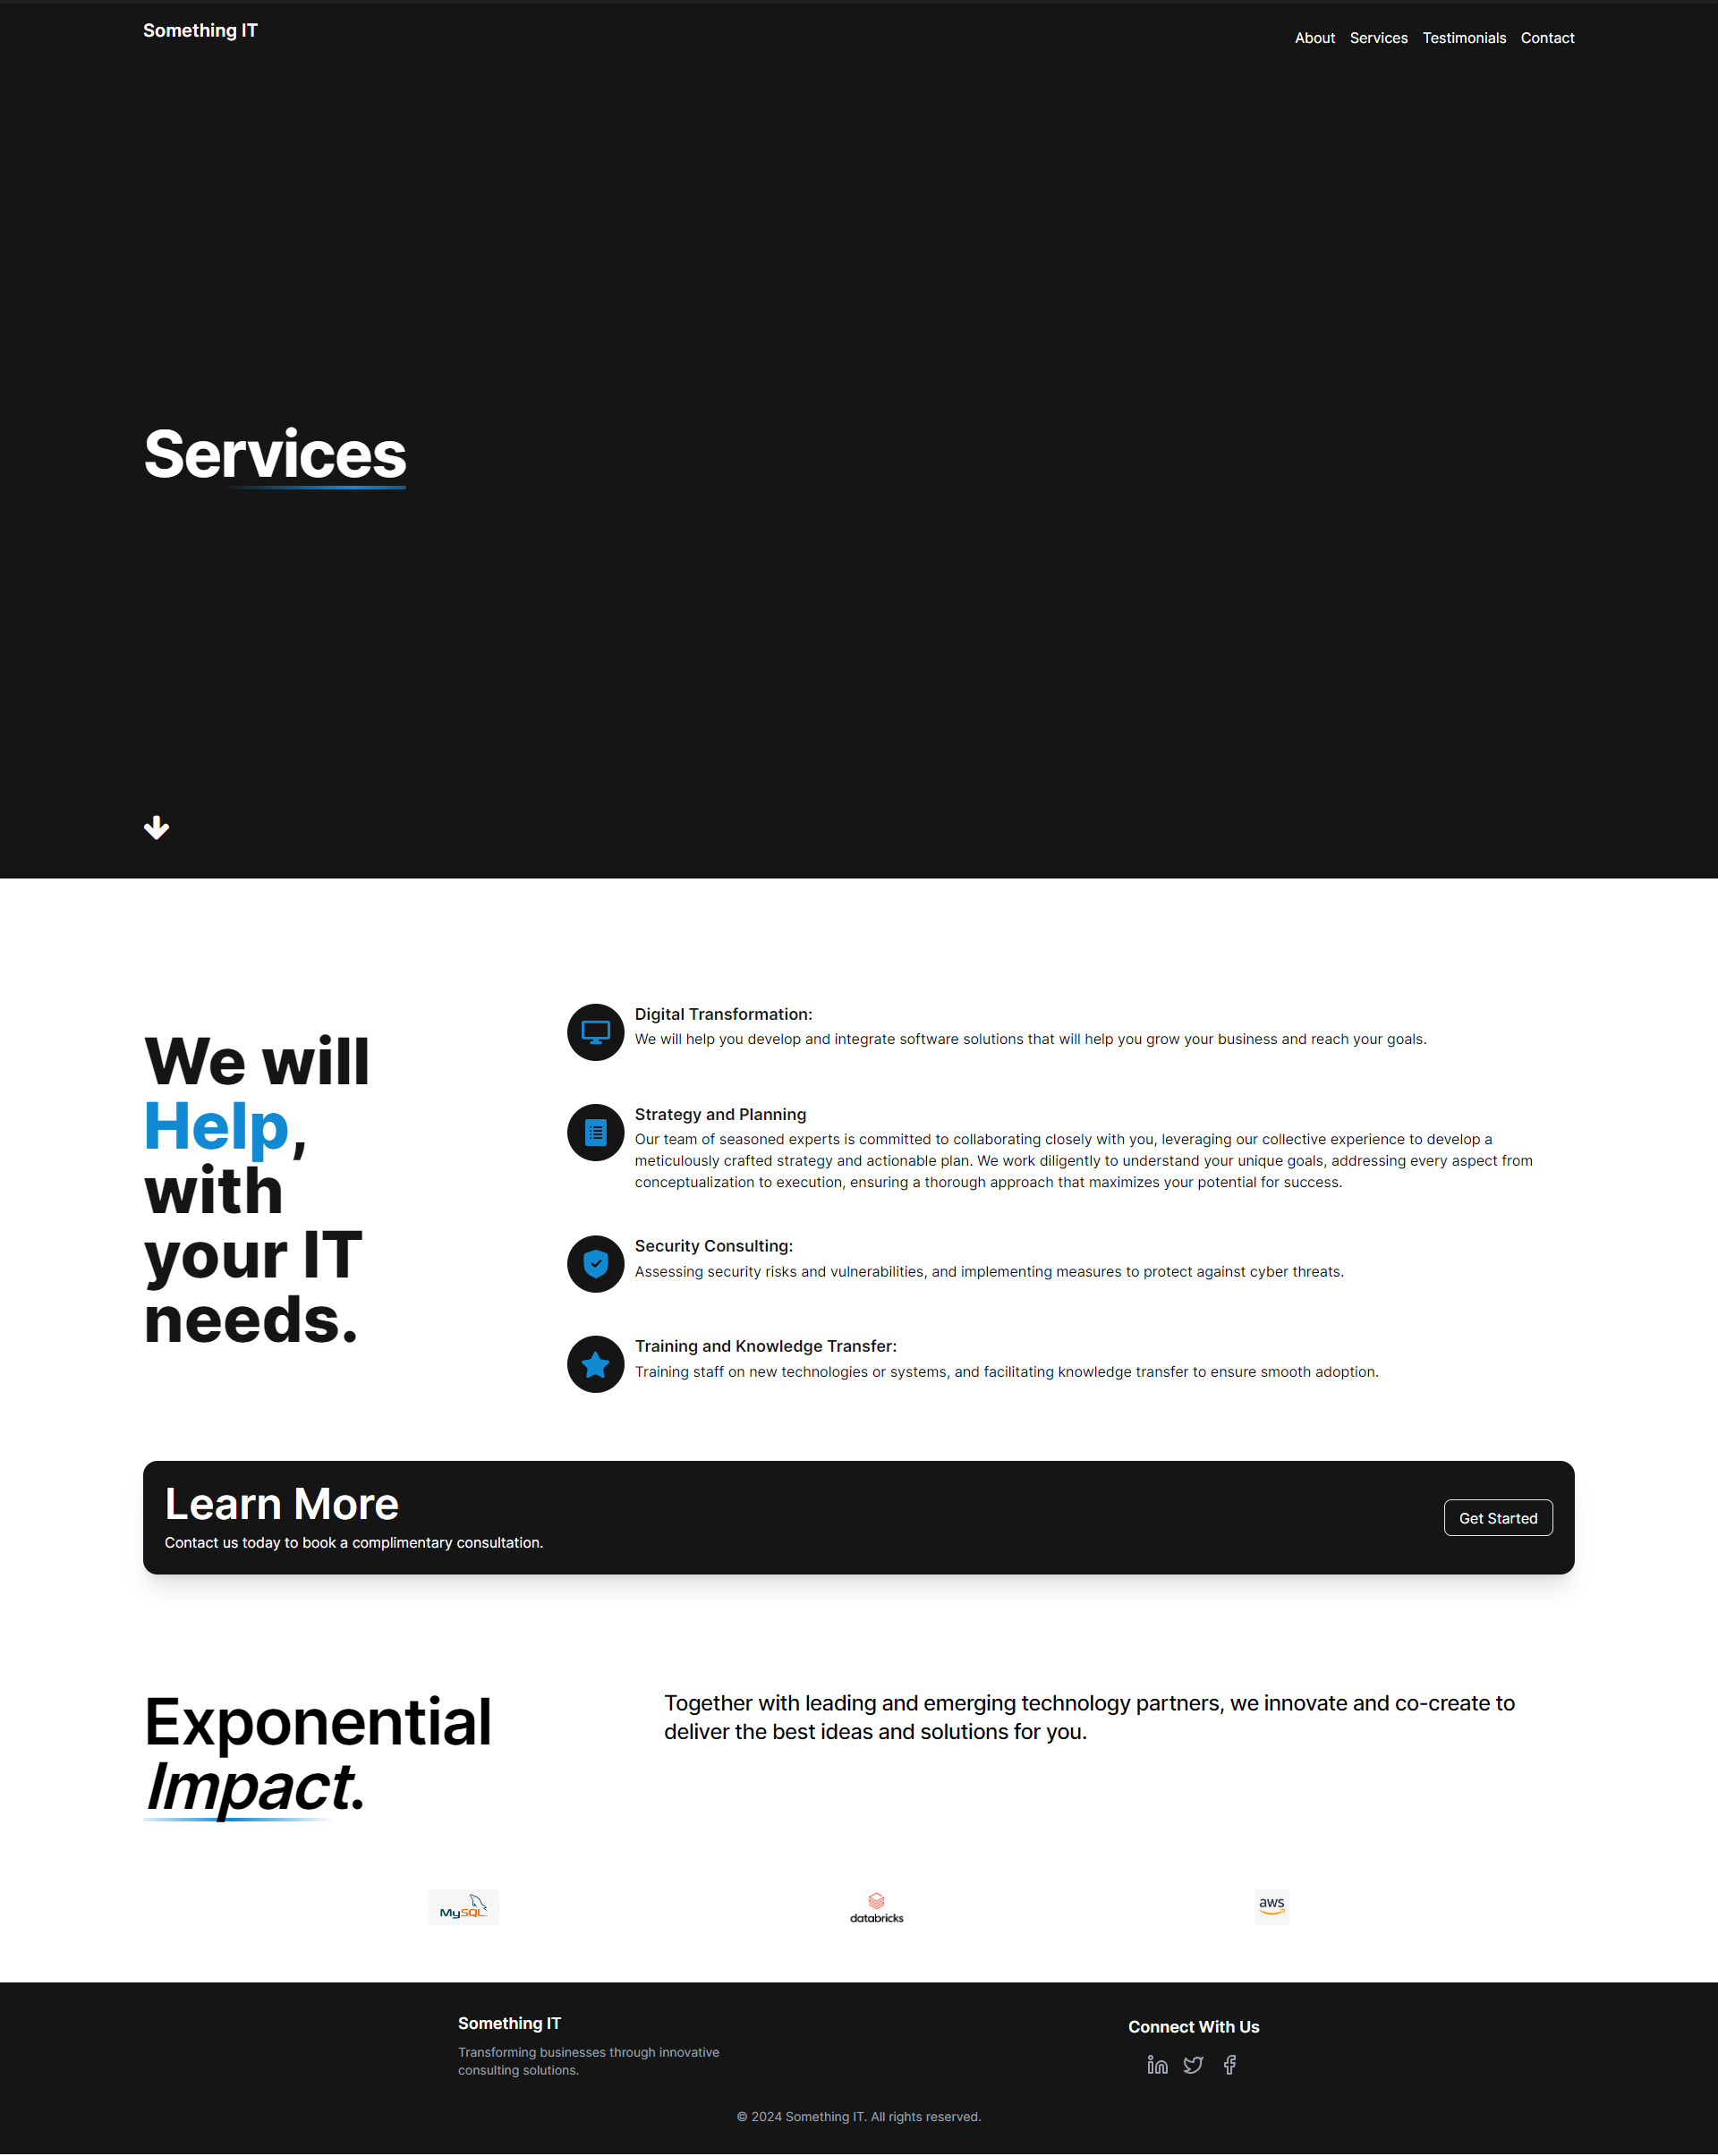 Something IT
About Services Testimonials Contact
Services
We will
Help,
with
your IT
needs.
Digital Transformation:
We will help you develop and integrate software solutions that will help you grow your business and reach your goals.
Strategy and Planning
Our team of seasoned experts is committed to collaborating closely with you, leveraging our collective experience to develop a
meticulously crafted strategy and actionable plan. We work diligently to understand your unique goals, addressing every aspect from
conceptualization to execution, ensuring a thorough approach that maximizes your potential for success.
Security Consulting:
Assessing security risks and vulnerabilities, and implementing measures to protect against cyber threats.
Training and Knowledge Transfer:
Training staff on new technologies or systems, and facilitating knowledge transfer to ensure smooth adoption.
Learn More
Contact us today to book a complimentary consultation.
Get Started
Exponential
Impact.
Together with leading and emerging technology partners, we innovate and co-create to
deliver the best ideas and solutions for you.
MySQL
databricks
aws
Something IT
Transforming businesses through innovative
consulting solutions.
Connect With Us
© 2024 Something IT. All rights reserved.